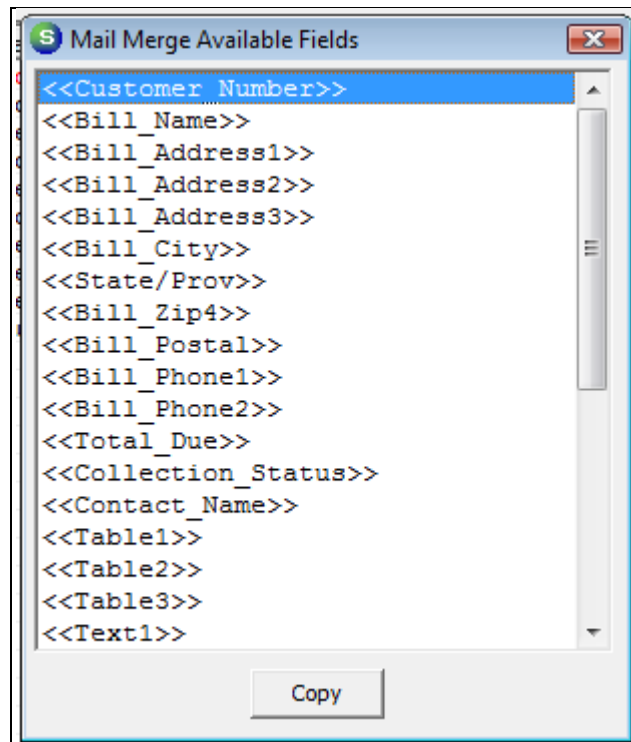 S Mail Merge Available Fields
<<Customer_Number>>
<<Bill_Name>>
<<Bill_Address1>>
<<Bill_Address2>>
<<Bill_Address3>>
<<Bill_City>>
<<State/Prov>>
<<Bill_Zip4>>
<<Bill_Postal>>
<<Bill_Phone1>>
<<Bill_Phone2>>
<<Total_Due>>
<<Collection_Status>>
<<Contact_Name>>
<<Table1>>
<<Table2>>
<<Table3>>
<<Text1>>
Copy